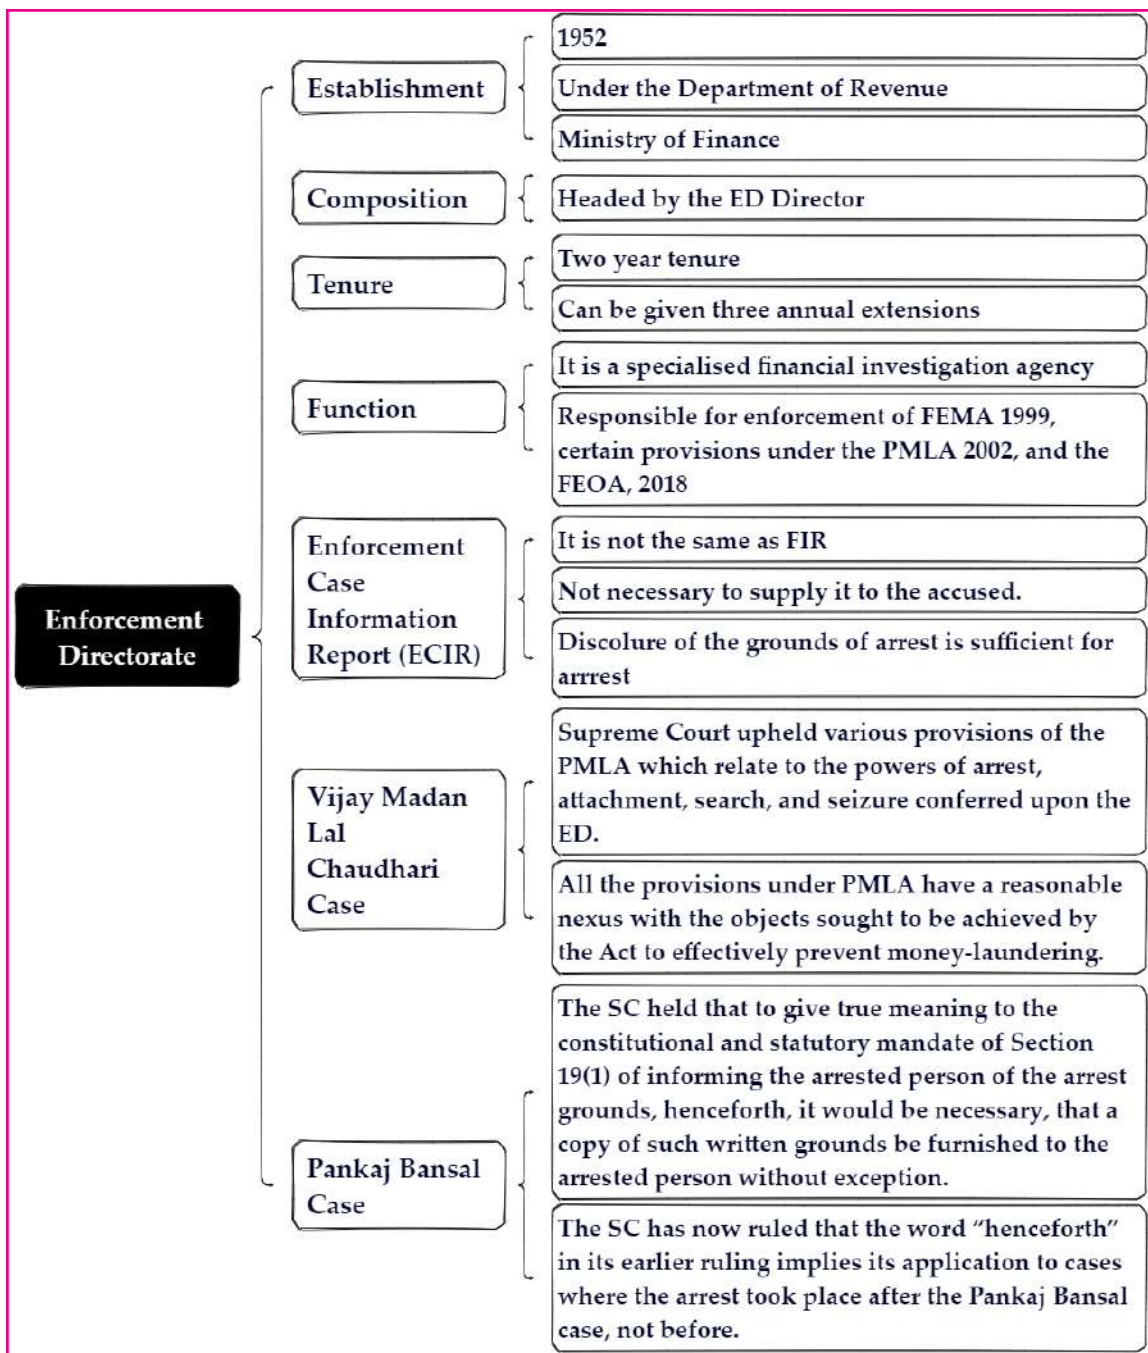 Enforcement
Directorate
Establishment
1952
Under the Department of Revenue
Ministry of Finance
Composition
Headed by the ED Director
Tenure
Two year tenure
Can be given three annual extensions
Function
It is a specialised financial investigation agency
Responsible for enforcement of FEMA 1999,
certain provisions under the PMLA 2002, and the
FEOA, 2018
Enforcement
Case
Information
Report (ECIR)
It is not the same as FIR
Not necessary to supply it to the accused.
Discolure of the grounds of arrest is sufficient for
arrrest
Vijay Madan
Lal
Chaudhari
Case
Supreme Court upheld various provisions of the
PMLA which relate to the powers of arrest,
attachment, search, and seizure conferred upon the
ED.
All the provisions under PMLA have a reasonable
nexus with the objects sought to be achieved by
the Act to effectively prevent money-laundering.
Pankaj Bansal
Case
The SC held that to give true meaning to the
constitutional and statutory mandate of Section
19(1) of informing the arrested person of the arrest
grounds, henceforth, it would be necessary, that a
copy of such written grounds be furnished to the
arrested person without exception.
The SC has now ruled that the word “henceforth”
in its earlier ruling implies its application to cases
where the arrest took place after the Pankaj Bansal
case, not before.